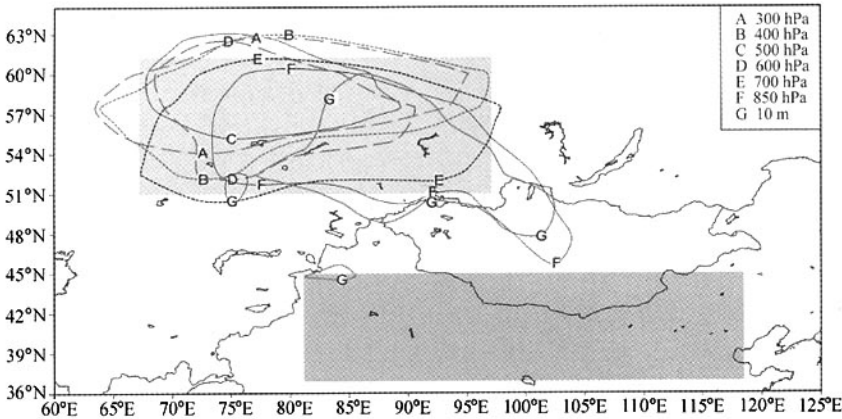 63°N
60°N
57°N
54°N
51°N
48°N
45°N
42°N
39°N
36°N
60°E 65°E 70°E 75°E 80°E 85°E 90°E 95°E 100°E 105°E 110°E 115°E 120°E 125°E
A 300 hPa
B 400 hPa
C 500 hPa
D 600 hPa
E 700 hPa
F 850 hPa
G 10 m
D A B
E
F
G
C
A
B D F E
F
G G
G
F
G